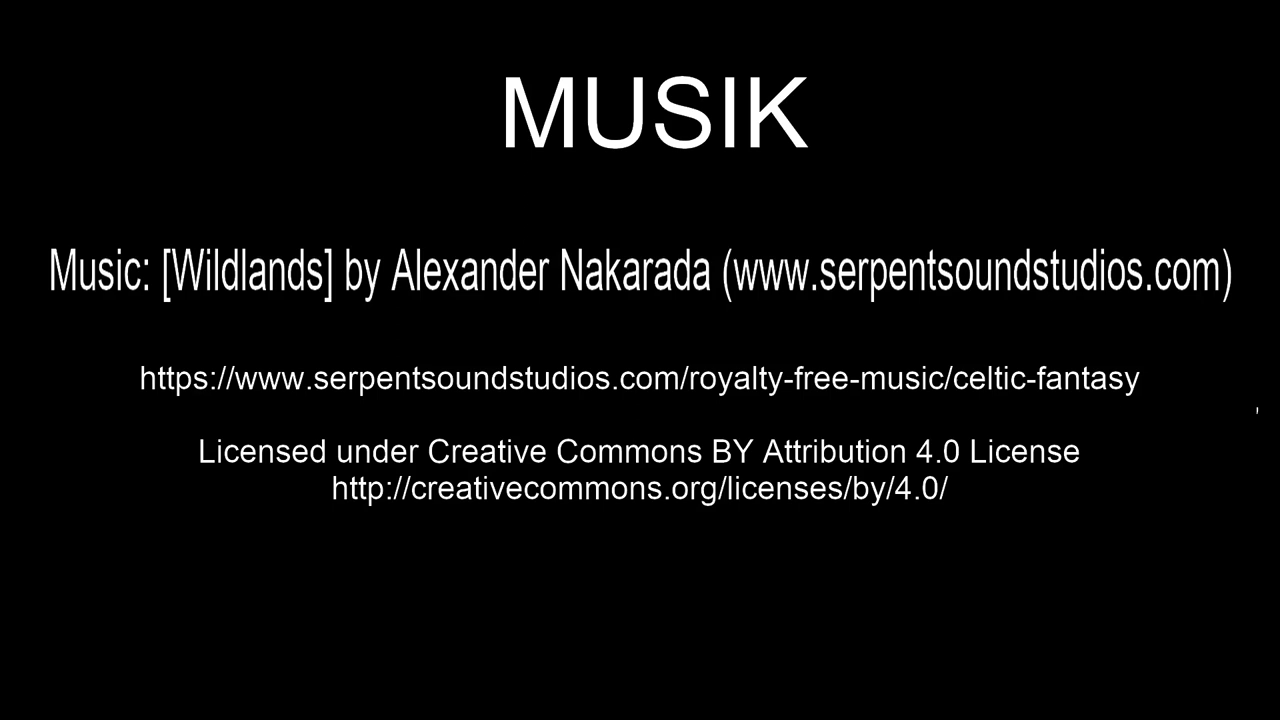 MUSIK
Music: [Wildlands] by Alexander Nakarada (www.serpentsoundstudios.com)
https://www.serpentsoundstudios.com/royalty-free-music/celtic-fantasy
Licensed under Creative Commons BY Attribution 4.0 License
http://creativecommons.org/licenses/by/4.0/